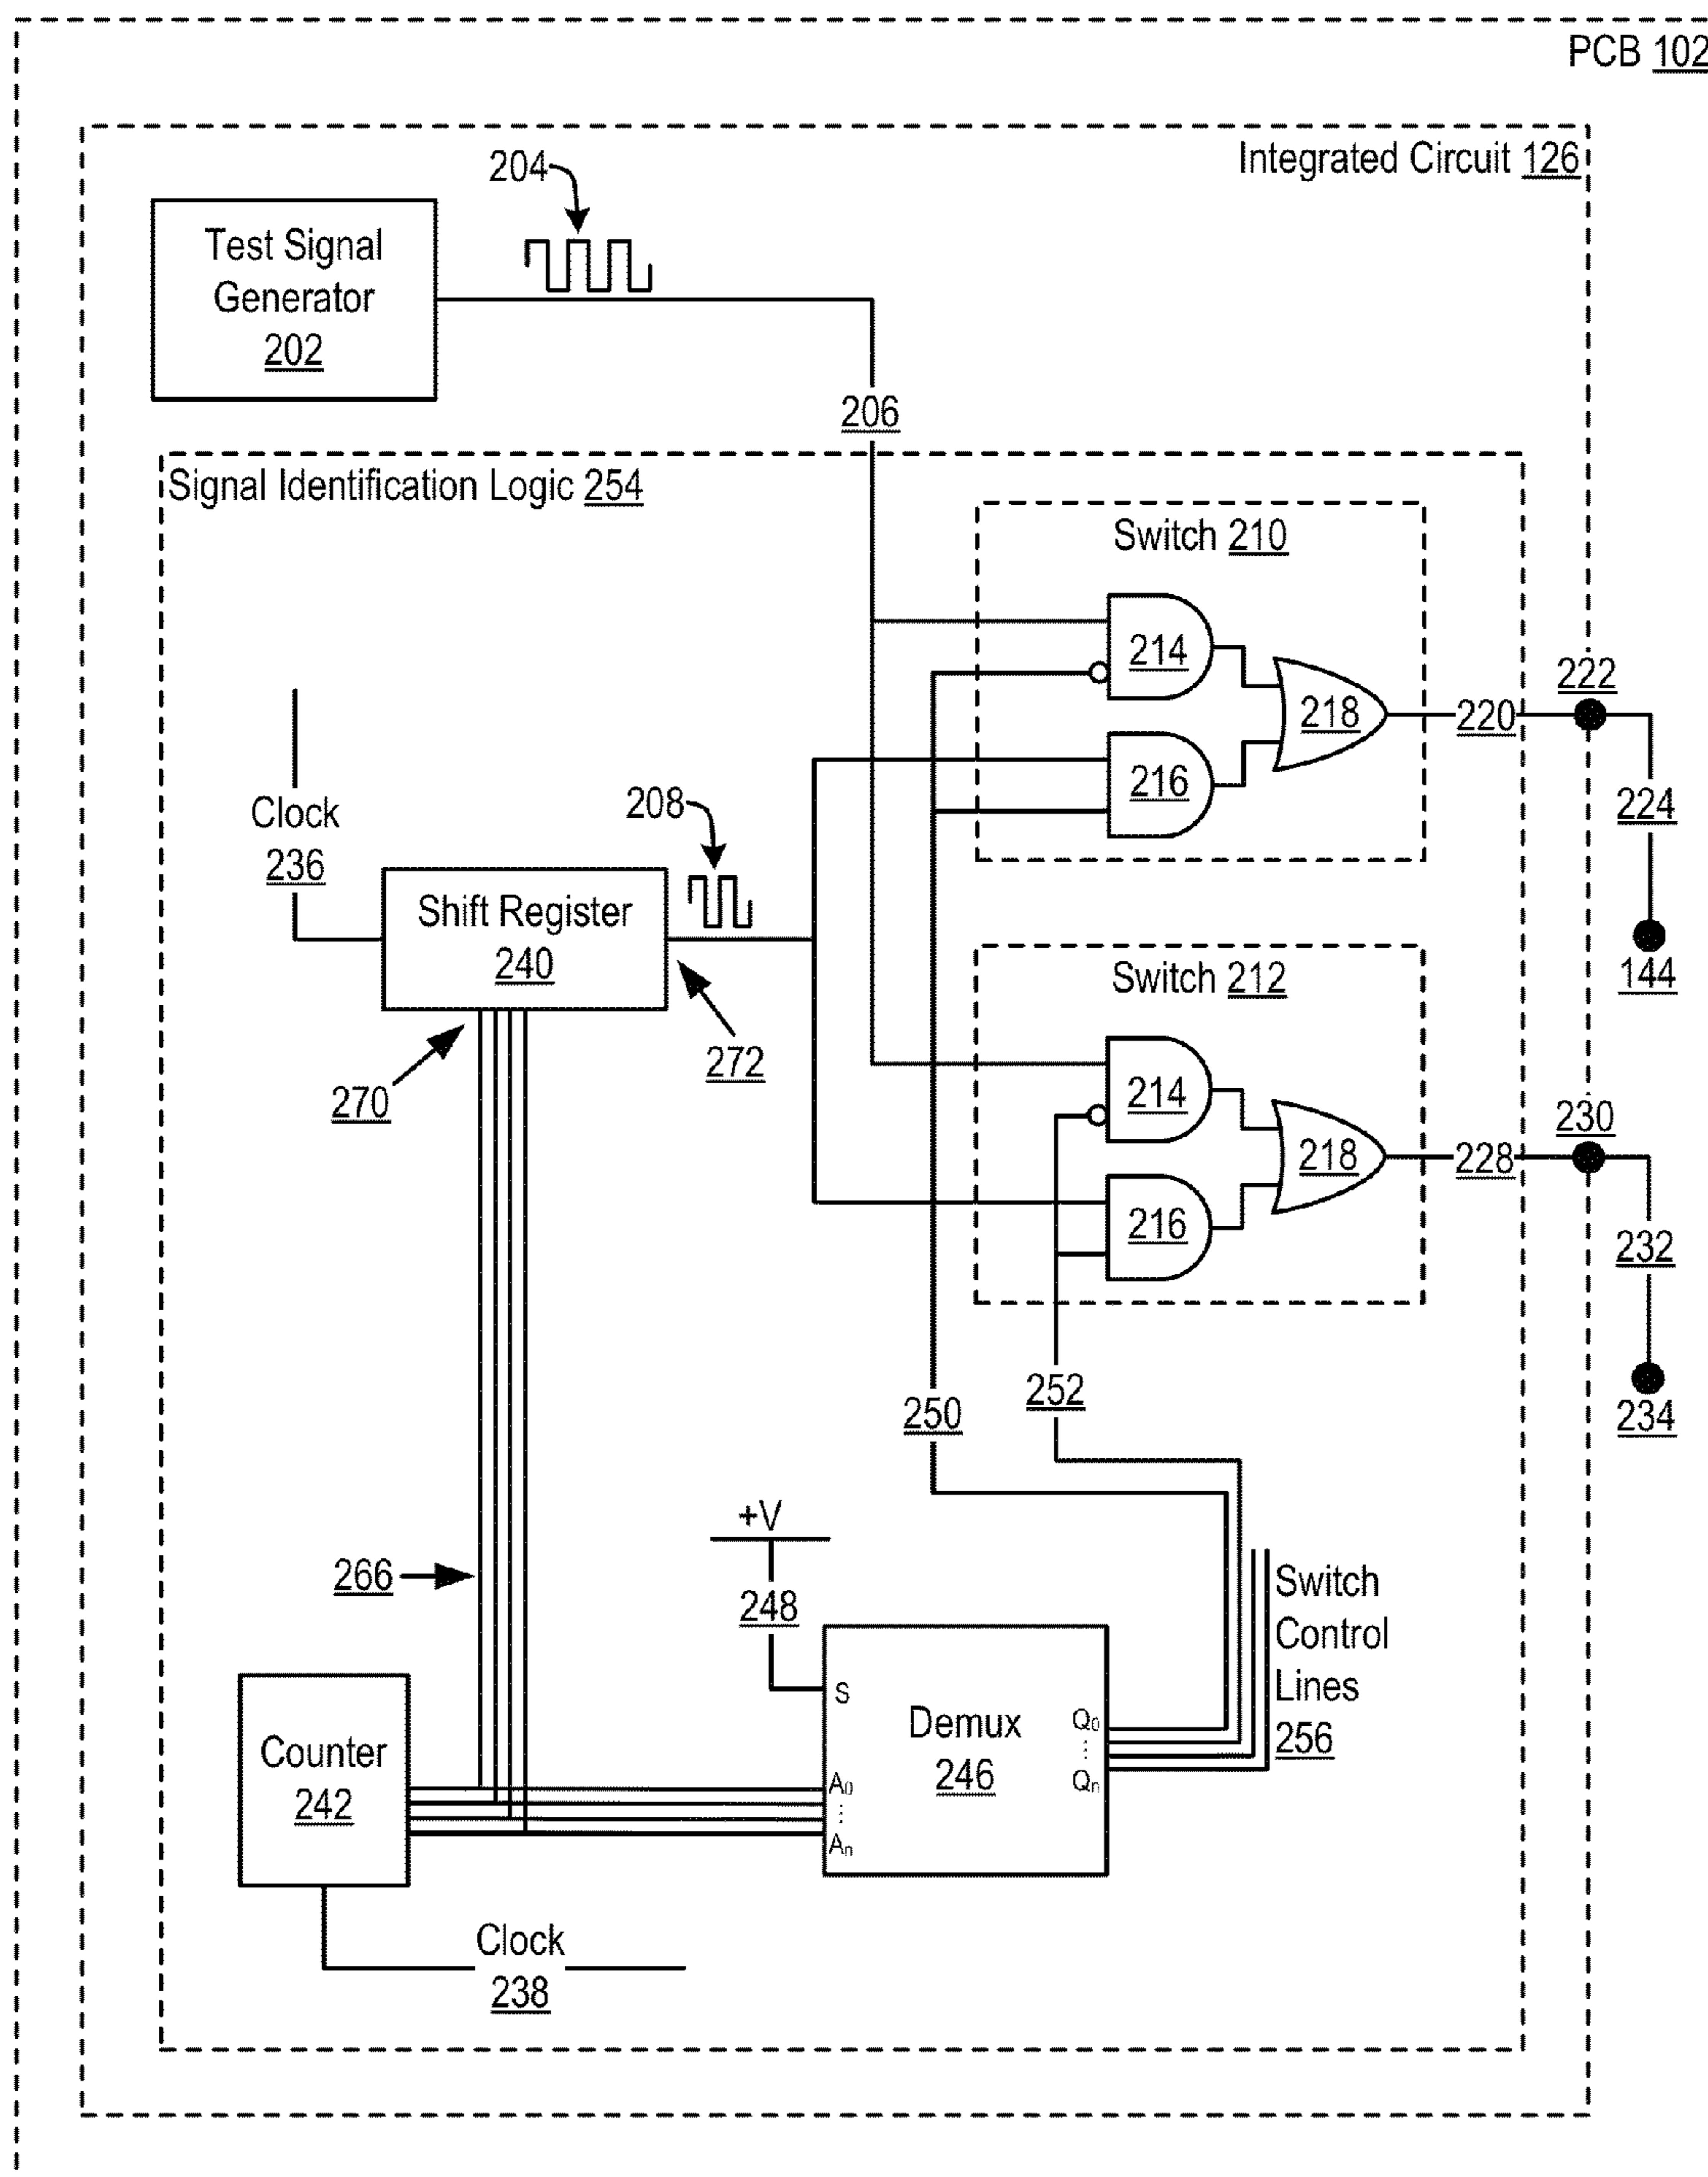 PCB 102
Integrated Circuit 126
204
Test Signal
Generator
202
206
Signal Identification Logic 254
Switch 210
214
216
218
220
222
224
144
Clock
236
208
Shift Register
240
270
272
Switch 212
214
216
218
228
230
232
234
250
252
266
+V
248
S
Demux
246
A0
An
Q0
Qn
Switch
Control
Lines
256
Counter
242
Clock
238